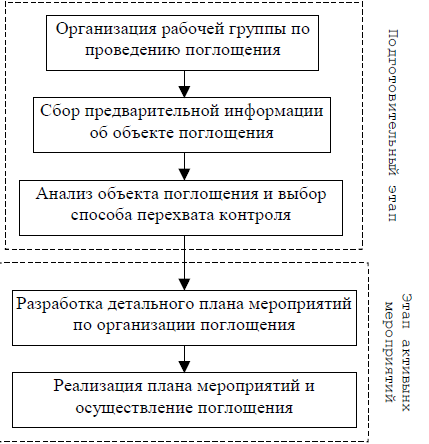 Организация рабочей группы по
проведению поглощения
Подготовительный этап
Сбор предварительной информации
об объекте поглощения
Анализ объекта поглощения и выбор
способа перехвата контроля
Разработка детального плана мероприятий
по организации поглощения
Этап активынх
мероприятий
Реализация плана мероприятий и
осуществление поглощения